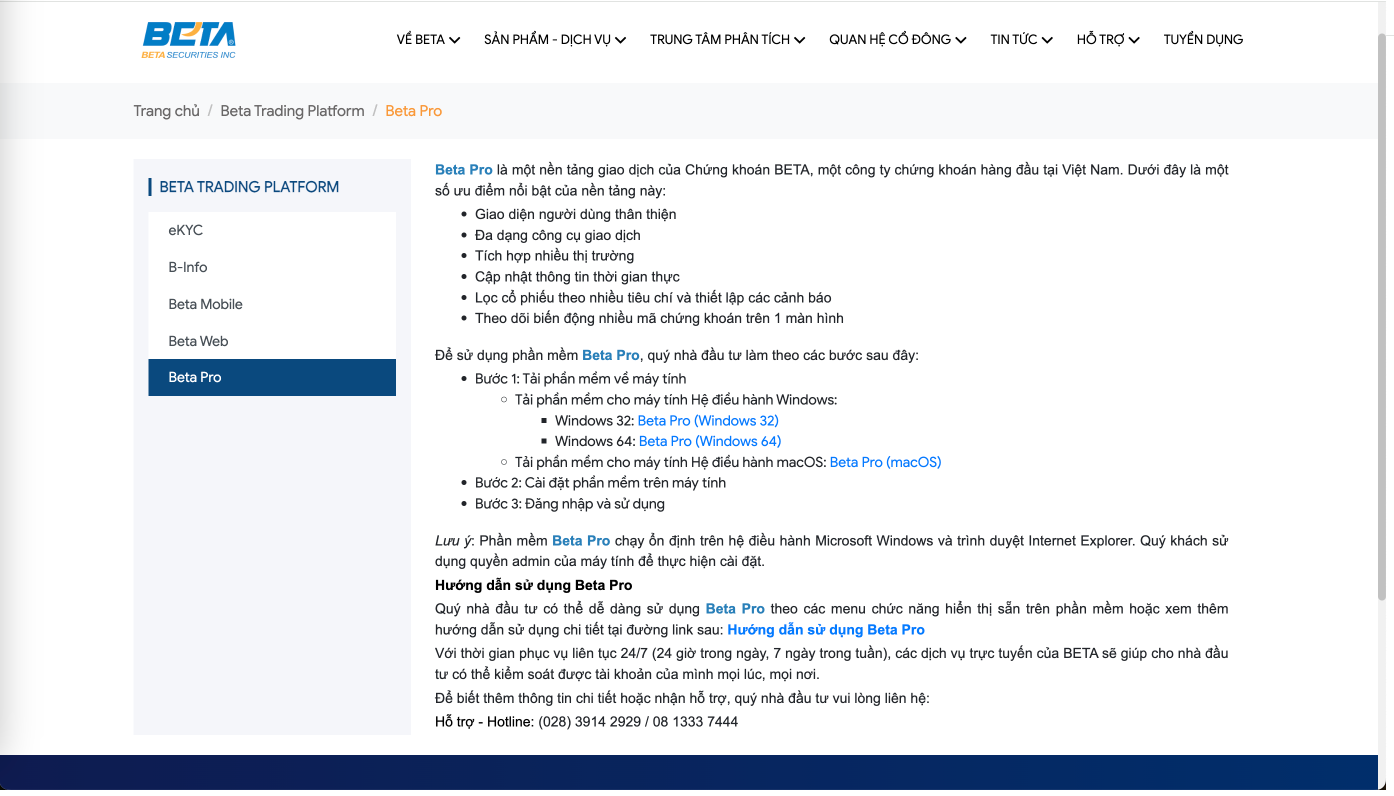 BETA
BETA SECURITIES INC
VỀ BETA
SẢN PHẨM - DỊCH VỤ
TRUNG TÂM PHÂN TÍCH
QUAN HỆ CỔ ĐÔNG
TIN TỨC
HỖ TRỢ
TUYỂN DỤNG
Trang chủ / Beta Trading Platform / Beta Pro
BETA TRADING PLATFORM
eKYC
B-Info
Beta Mobile
Beta Web
Beta Pro
Beta Pro là một nền tảng giao dịch của Chứng khoán BETA, một công ty chứng khoán hàng đầu tại Việt Nam. Dưới đây là một
số ưu điểm nổi bật của nền tảng này:
• Giao diện người dùng thân thiện
• Đa dạng công cụ giao dịch
• Tích hợp nhiều thị trường
• Cập nhật thông tin thời gian thực
• Lọc cổ phiếu theo nhiều tiêu chí và thiết lập các cảnh báo
• Theo dõi biến động nhiều mã chứng khoán trên 1 màn hình
Để sử dụng phần mềm Beta Pro, quý nhà đầu tư làm theo các bước sau đây:
• Bước 1: Tải phần mềm về máy tính
○ Tải phần mềm cho máy tính Hệ điều hành Windows:
▪ Windows 32: Beta Pro (Windows 32)
▪ Windows 64: Beta Pro (Windows 64)
○ Tải phần mềm cho máy tính Hệ điều hành macOS: Beta Pro (macOS)
• Bước 2: Cài đặt phần mềm trên máy tính
• Bước 3: Đăng nhập và sử dụng
Lưu ý: Phần mềm Beta Pro chạy ổn định trên hệ điều hành Microsoft Windows và trình duyệt Internet Explorer. Quý khách sử
dụng quyền admin của máy tính để thực hiện cài đặt.
Hướng dẫn sử dụng Beta Pro
Quý nhà đầu tư có thể dễ dàng sử dụng Beta Pro theo các menu chức năng hiển thị sẵn trên phần mềm hoặc xem thêm
hướng dẫn sử dụng chi tiết tại đường link sau: Hướng dẫn sử dụng Beta Pro
Với thời gian phục vụ liên tục 24/7 (24 giờ trong ngày, 7 ngày trong tuần), các dịch vụ trực tuyến của BETA sẽ giúp cho nhà đầu
tư có thể kiểm soát được tài khoản của mình mọi lúc, mọi nơi.
Để biết thêm thông tin chi tiết hoặc nhận hỗ trợ, quý nhà đầu tư vui lòng liên hệ:
Hỗ trợ - Hotline: (028) 3914 2929 / 08 1333 7444